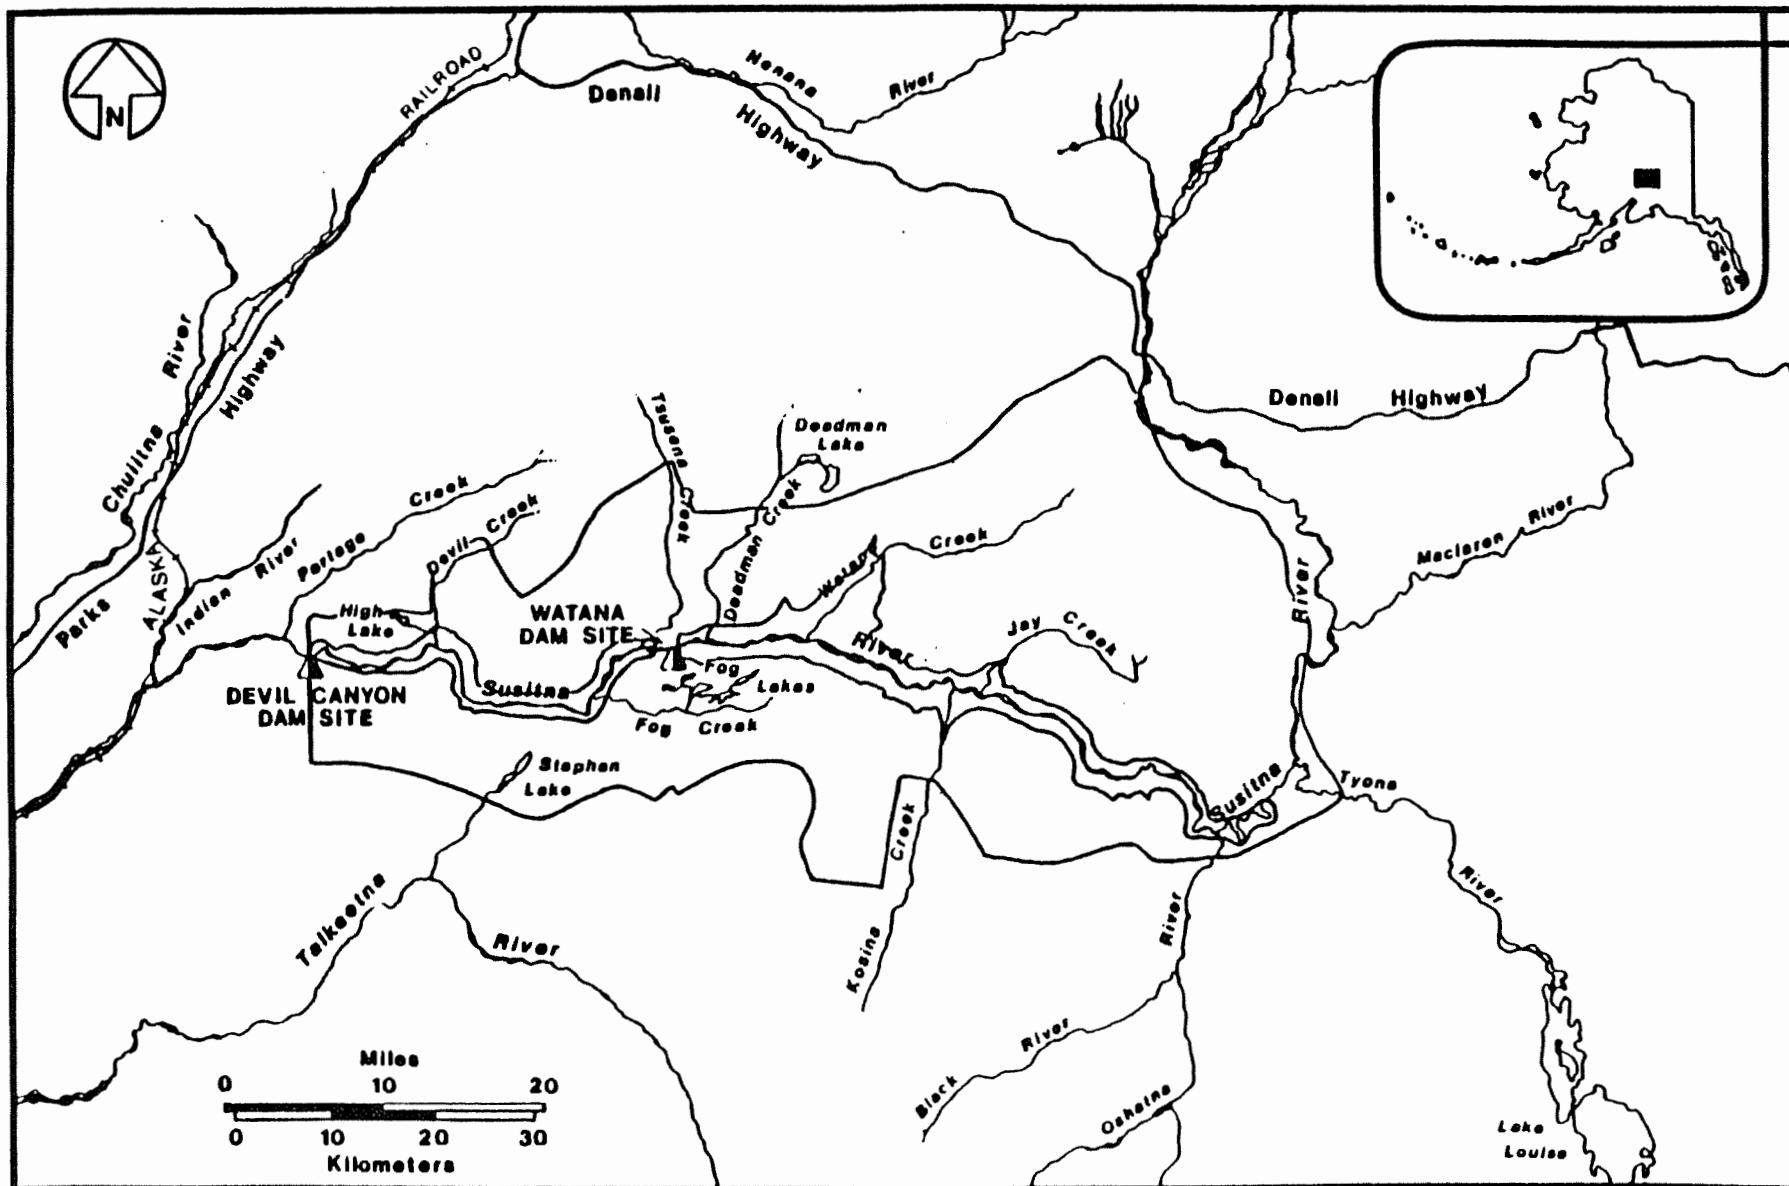 N
RAILROAD
Denali
Highway
Nenana
River
Chulitna
River
Highway
Parks
ALASKA
Indian River
Portage Creek
Devil Creek
Tsusena
Creek
Deadman
Lake
Deadman Creek
Watana Creek
Denali Highway
Maclaren River
High
Lake
WATANA
DAM SITE
DEVIL CANYON
DAM SITE
Susitna
River
Fog
Lakes
Fog Creek
Jay Creek
River
Susitna
Stephan
Lake
Tyone
River
Kosina
Creek
Talkeetna
River
River
Black River
Oshetna
Lake
Louise
Miles
0 10 20
0 10 20 30
Kilometers